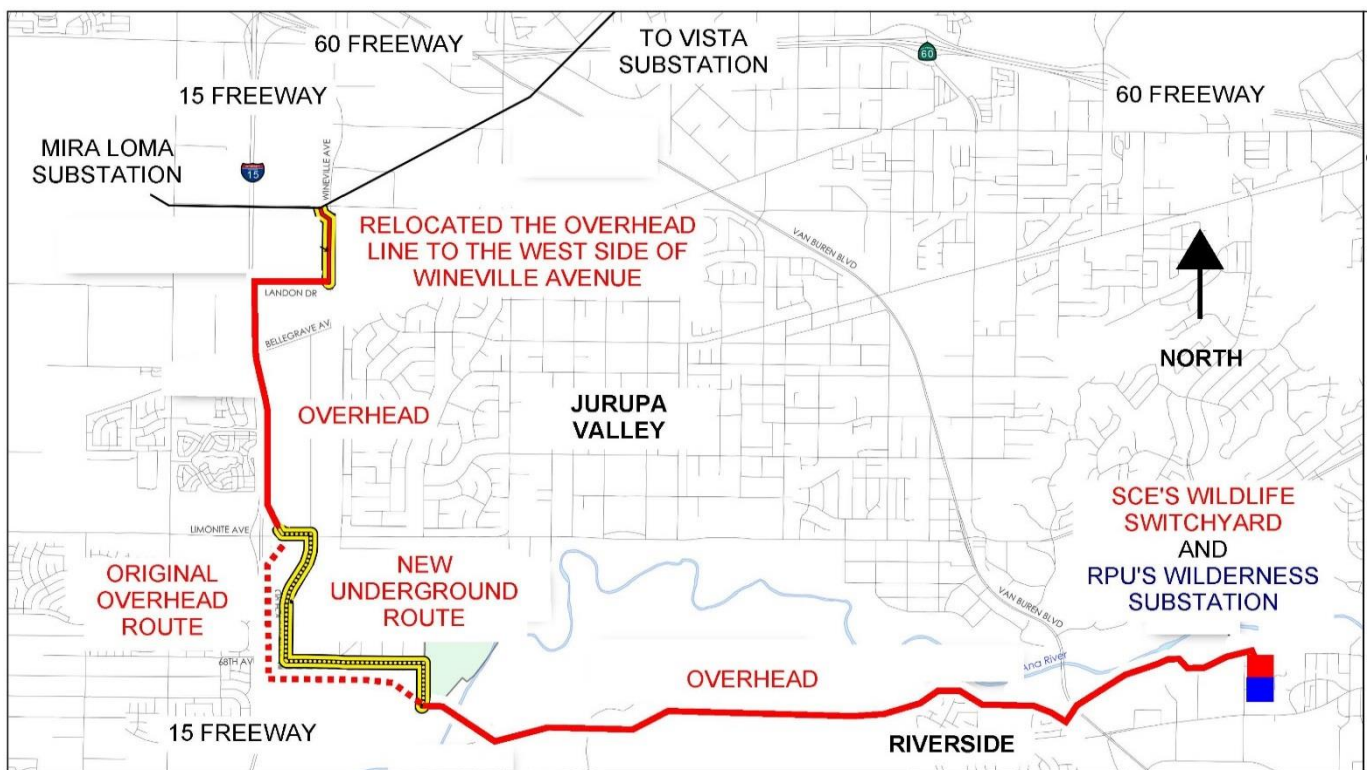 60 FREEWAY
TO VISTA
SUBSTATION
60
15 FREEWAY
60 FREEWAY
MIRA LOMA
SUBSTATION
15
WINEVILLE AVE
RELOCATED THE OVERHEAD
LINE TO THE WEST SIDE OF
WINEVILLE AVENUE
VAN BUREN BLVD
LANDON DR
BELLEGRAVE AV
NORTH
OVERHEAD
JURUPA
VALLEY
SCE'S WILDLIFE
SWITCHYARD
AND
RPU'S WILDERNESS
SUBSTATION
LIMONITE AVE
ORIGINAL
OVERHEAD
ROUTE
NEW
UNDERGROUND
ROUTE
VAN BUREN BLVD
68TH AV
Ana River
OVERHEAD
15 FREEWAY
RIVERSIDE